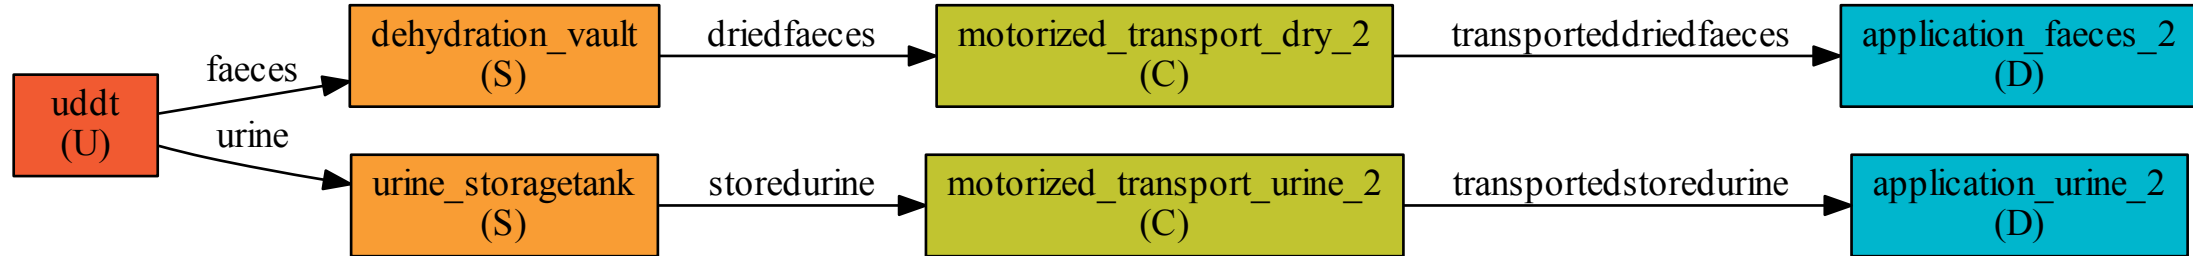 uddt
(U)
faeces
urine
dehydration_vault
(S)
driedfaeces
motorized_transport_dry_2
(C)
transporteddriedfaeces
application_faeces_2
(D)
urine_storagetank
(S)
storedurine
motorized_transport_urine_2
(C)
transportedstoredurine
application_urine_2
(D)